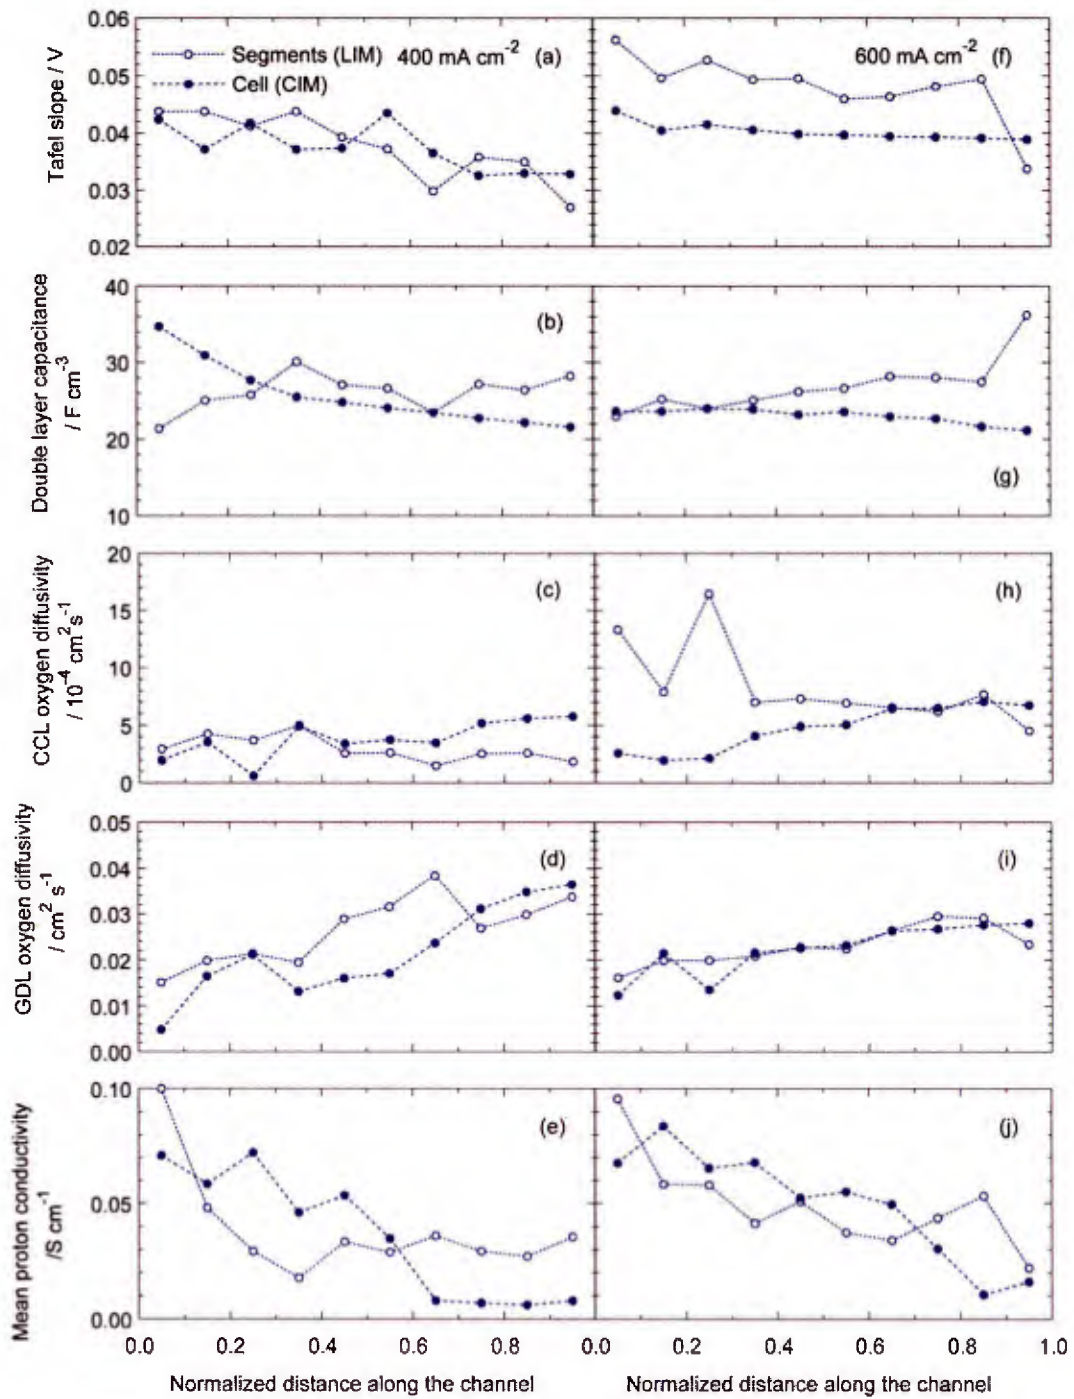 0.06
Segments (LIM) 400 mA cm-2 (a)
600 mA cm-2 (f)
Cell (CIM)
0.05
0.04
0.03
0.02
Tafel slope / V
40
(b)
30
20
(g)
10
Double layer capacitance
/ F cm-3
20
(c)
(h)
15
10
5
0
CCL oxygen diffusivity
/ 10-4 cm2 s-1
0.05
(d)
(i)
0.04
0.03
0.02
0.01
0.00
GDL oxygen diffusivity
/ cm2 s-1
0.10
(e)
(j)
0.05
0.00
Mean proton conductivity
/S cm-1
0.0 0.2 0.4 0.6 0.8 0.0 0.2 0.4 0.6 0.8 1.0
Normalized distance along the channel Normalized distance along the channel